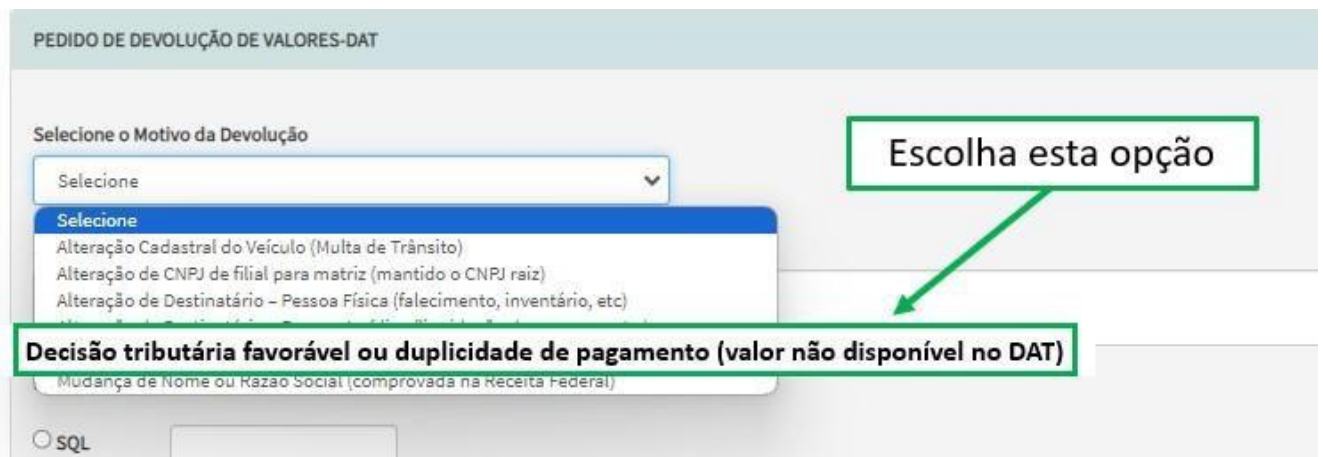 PEDIDO DE DEVOLUÇÃO DE VALORES-DAT
Selecione o Motivo da Devolução
Escolha esta opção
Selecione
Selecione
Alteração Cadastral do Veículo (Multa de Trânsito)
Alteração de CNPJ de filial para matriz (mantido o CNPJ raiz)
Alteração de Destinatário – Pessoa Física (falecimento, inventário, etc)
Decisão tributária favorável ou duplicidade de pagamento (valor não disponível no DAT)
Mudança de Nome ou Razão Social (comprovada na Receita Federal)
SQL